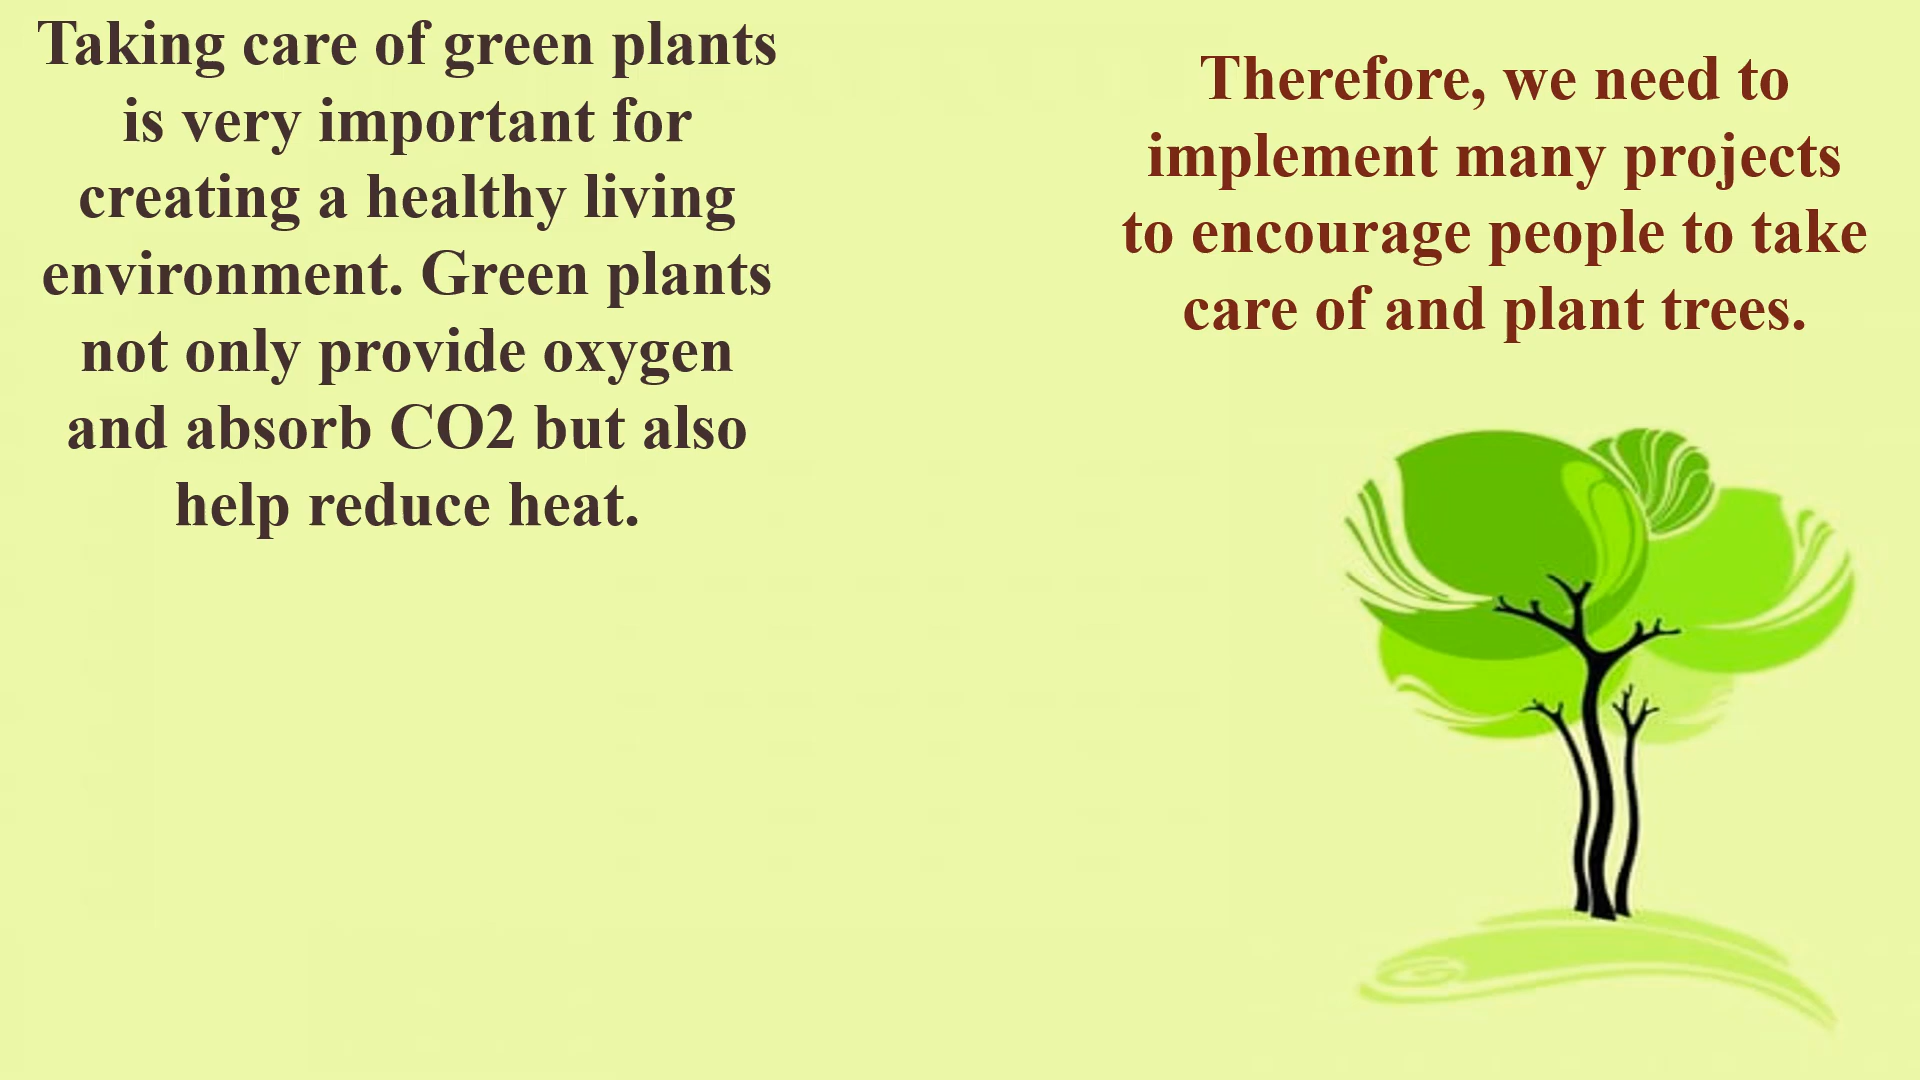 Taking care of green plants
is very important for
creating a healthy living
environment. Green plants
not only provide oxygen
and absorb CO2 but also
help reduce heat.
Therefore, we need to
implement many projects
to encourage people to take
care of and plant trees.